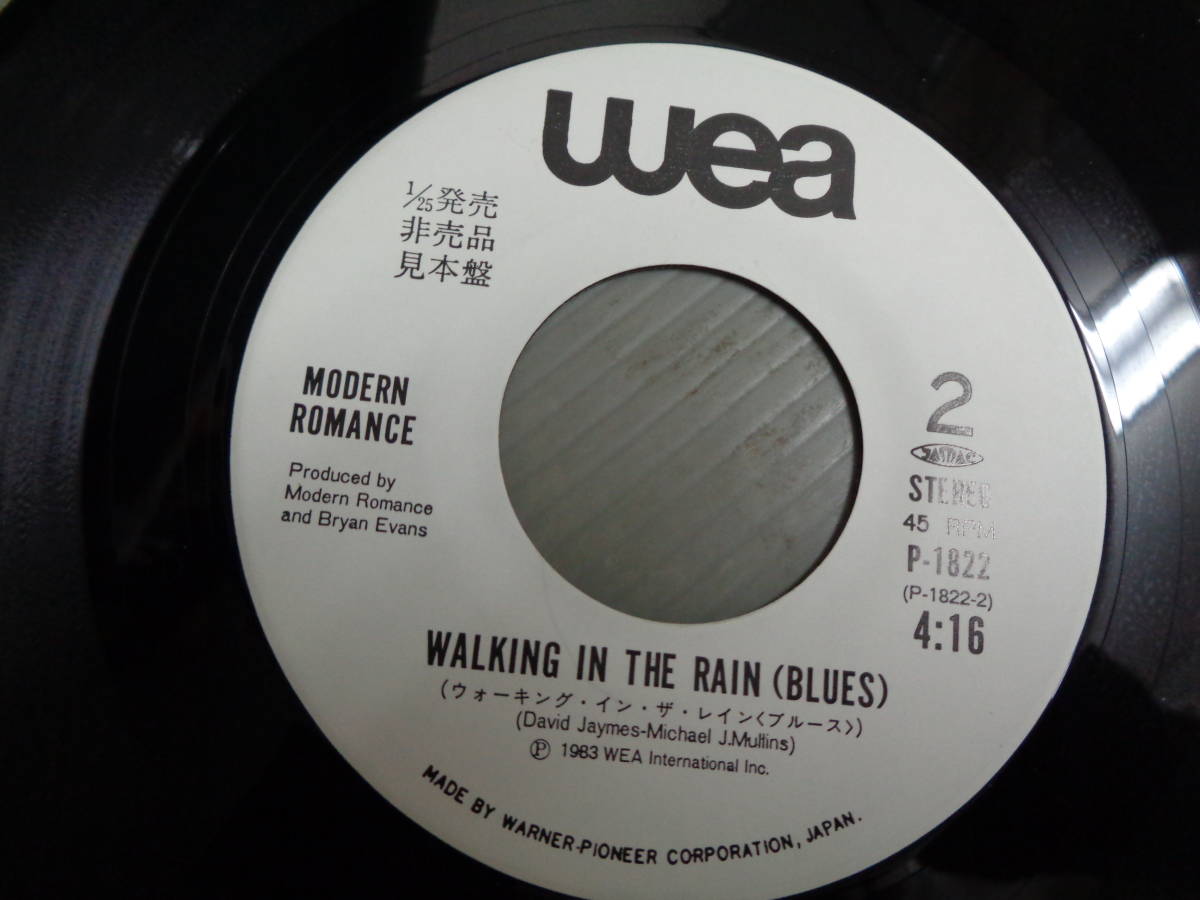 wea
1/25発売
非売品
見本盤
MODERN
ROMANCE
Produced by
Modern Romance
and Bryan Evans
2
JASRAC
STEREO
45 RPM
P-1822
(P-1822-2)
4:16
WALKING IN THE RAIN (BLUES)
(ウォーキング・イン・ザ・レイン〈ブルース〉)
(David Jaymes-Michael J.Mullins)
Ⓟ 1983 WEA International Inc.
MADE BY WARNER-PIONEER CORPORATION, JAPAN.